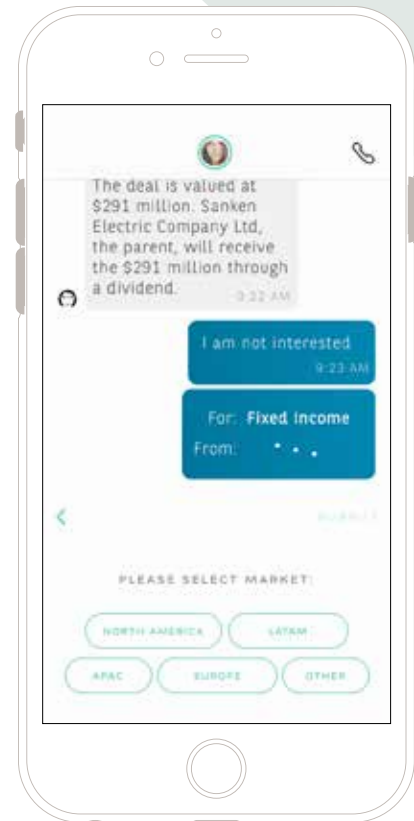 The deal is valued at
$291 million. Sanken
Electric Company Ltd,
the parent, will receive
the $291 million through
a dividend.
9:22 AM
I am not interested
9:23 AM
For: Fixed Income
From: . . .
SUBMIT
PLEASE SELECT MARKET:
NORTH AMERICA LATAM
APAC EUROPE OTHER